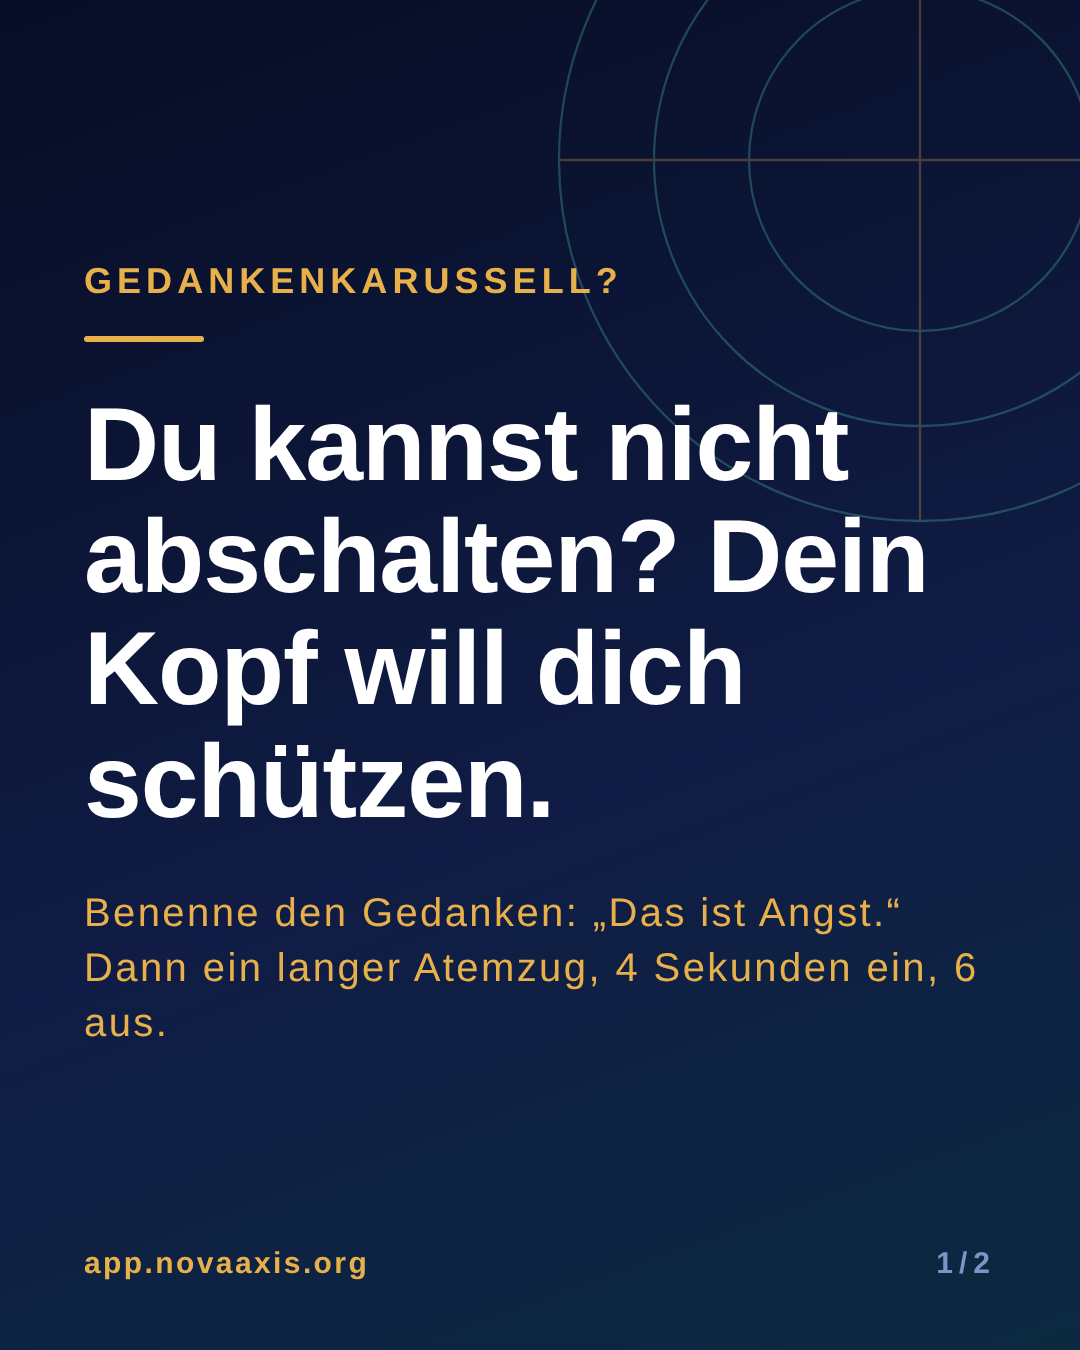 GEDANKENKARUSSELL?
Du kannst nicht
abschalten? Dein
Kopf will dich
schützen.
Benenne den Gedanken: „Das ist Angst.“
Dann ein langer Atemzug, 4 Sekunden ein, 6
aus.
app.novaaxis.org
1/2